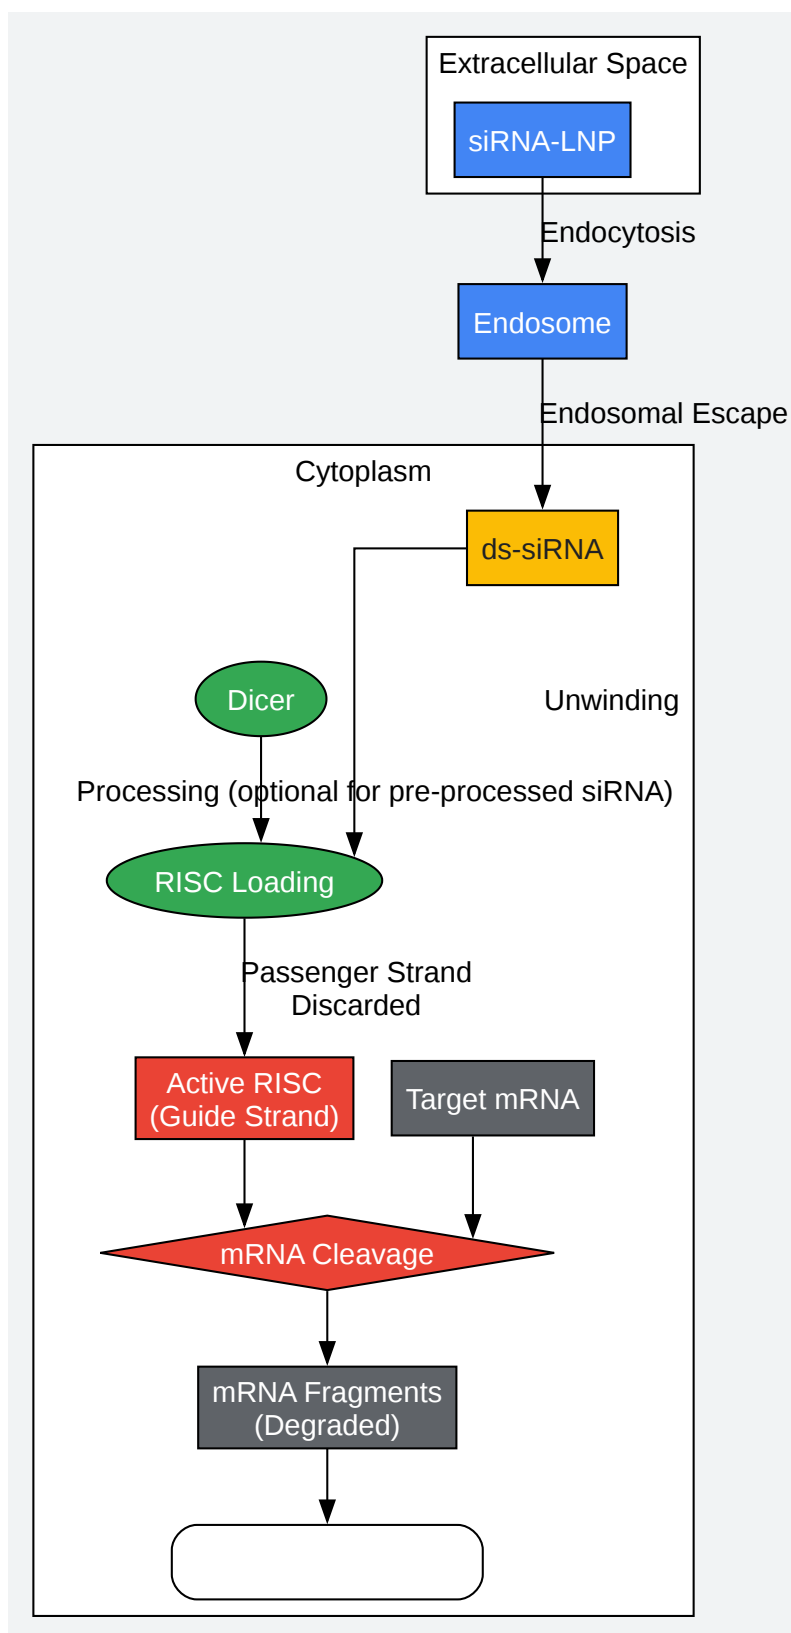 Extracellular Space
siRNA-LNP
Endocytosis
Endosome
Endosomal Escape
Cytoplasm
ds-siRNA
Dicer
Unwinding
Processing (optional for pre-processed siRNA)
RISC Loading
Passenger Strand
Discarded
Active RISC
(Guide Strand)
Target mRNA
mRNA Cleavage
mRNA Fragments
(Degraded)